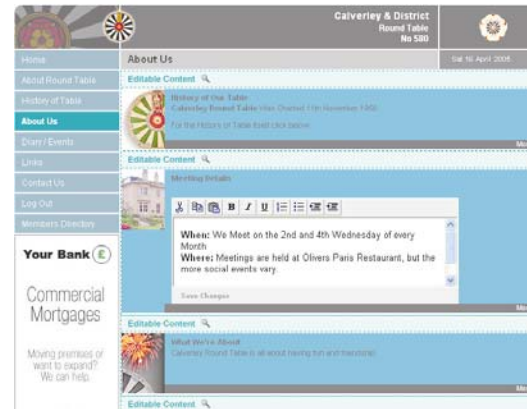 Calverley & District
Round Table
No 580
Home
About Us
Sat 16 April 2005
About Round Table
History of Table
About Us
Diary / Events
Links
Contact Us
Log Out
Members Directory
Editable Content
History of Our Table
Calverley Round Table Was Charted 11th November
For the History of Table itself click below
Editable Content
Meeting Details
B I U
When: We Meet on the 2nd and 4th Wednesday of every
Month
Where: Meetings are held at Olivers Paris Restaurant, but the
more social events vary.
Save Changes
Editable Content
What We're About
Calverley Round Table is all about having fun and friendship
Editable Content
Your Bank £
Commercial
Mortgages
Moving premises or
want to expand?
We can help.